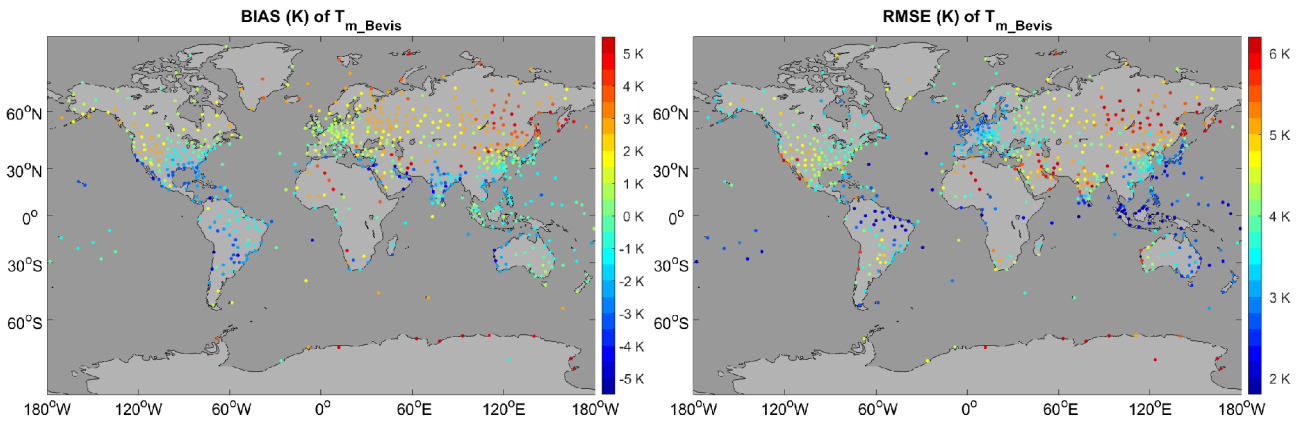 BIAS (K) of T
m_Bevis
60°N
30°N
0°
30°S
60°S
180°W
120°W
60°W
0°
60°E
120°E
180°W
5 K
4 K
3 K
2 K
1 K
0 K
-1 K
-2 K
-3 K
-4 K
-5 K
RMSE (K) of T
m_Bevis
60°N
30°N
0°
30°S
60°S
180°W
120°W
60°W
0°
60°E
120°E
180°W
6 K
5 K
4 K
3 K
2 K